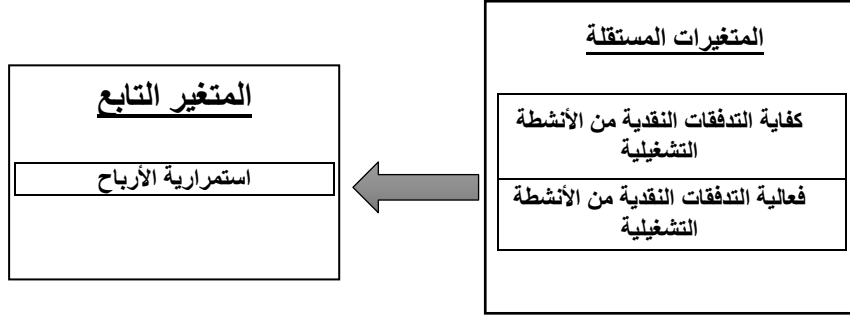 المتغيرات المستقلة
كفاية التدفقات النقدية من الأنشطة
التشغيلية
فعالية التدفقات النقدية من الأنشطة
التشغيلية
المتغير التابع
استمرارية الأرباح